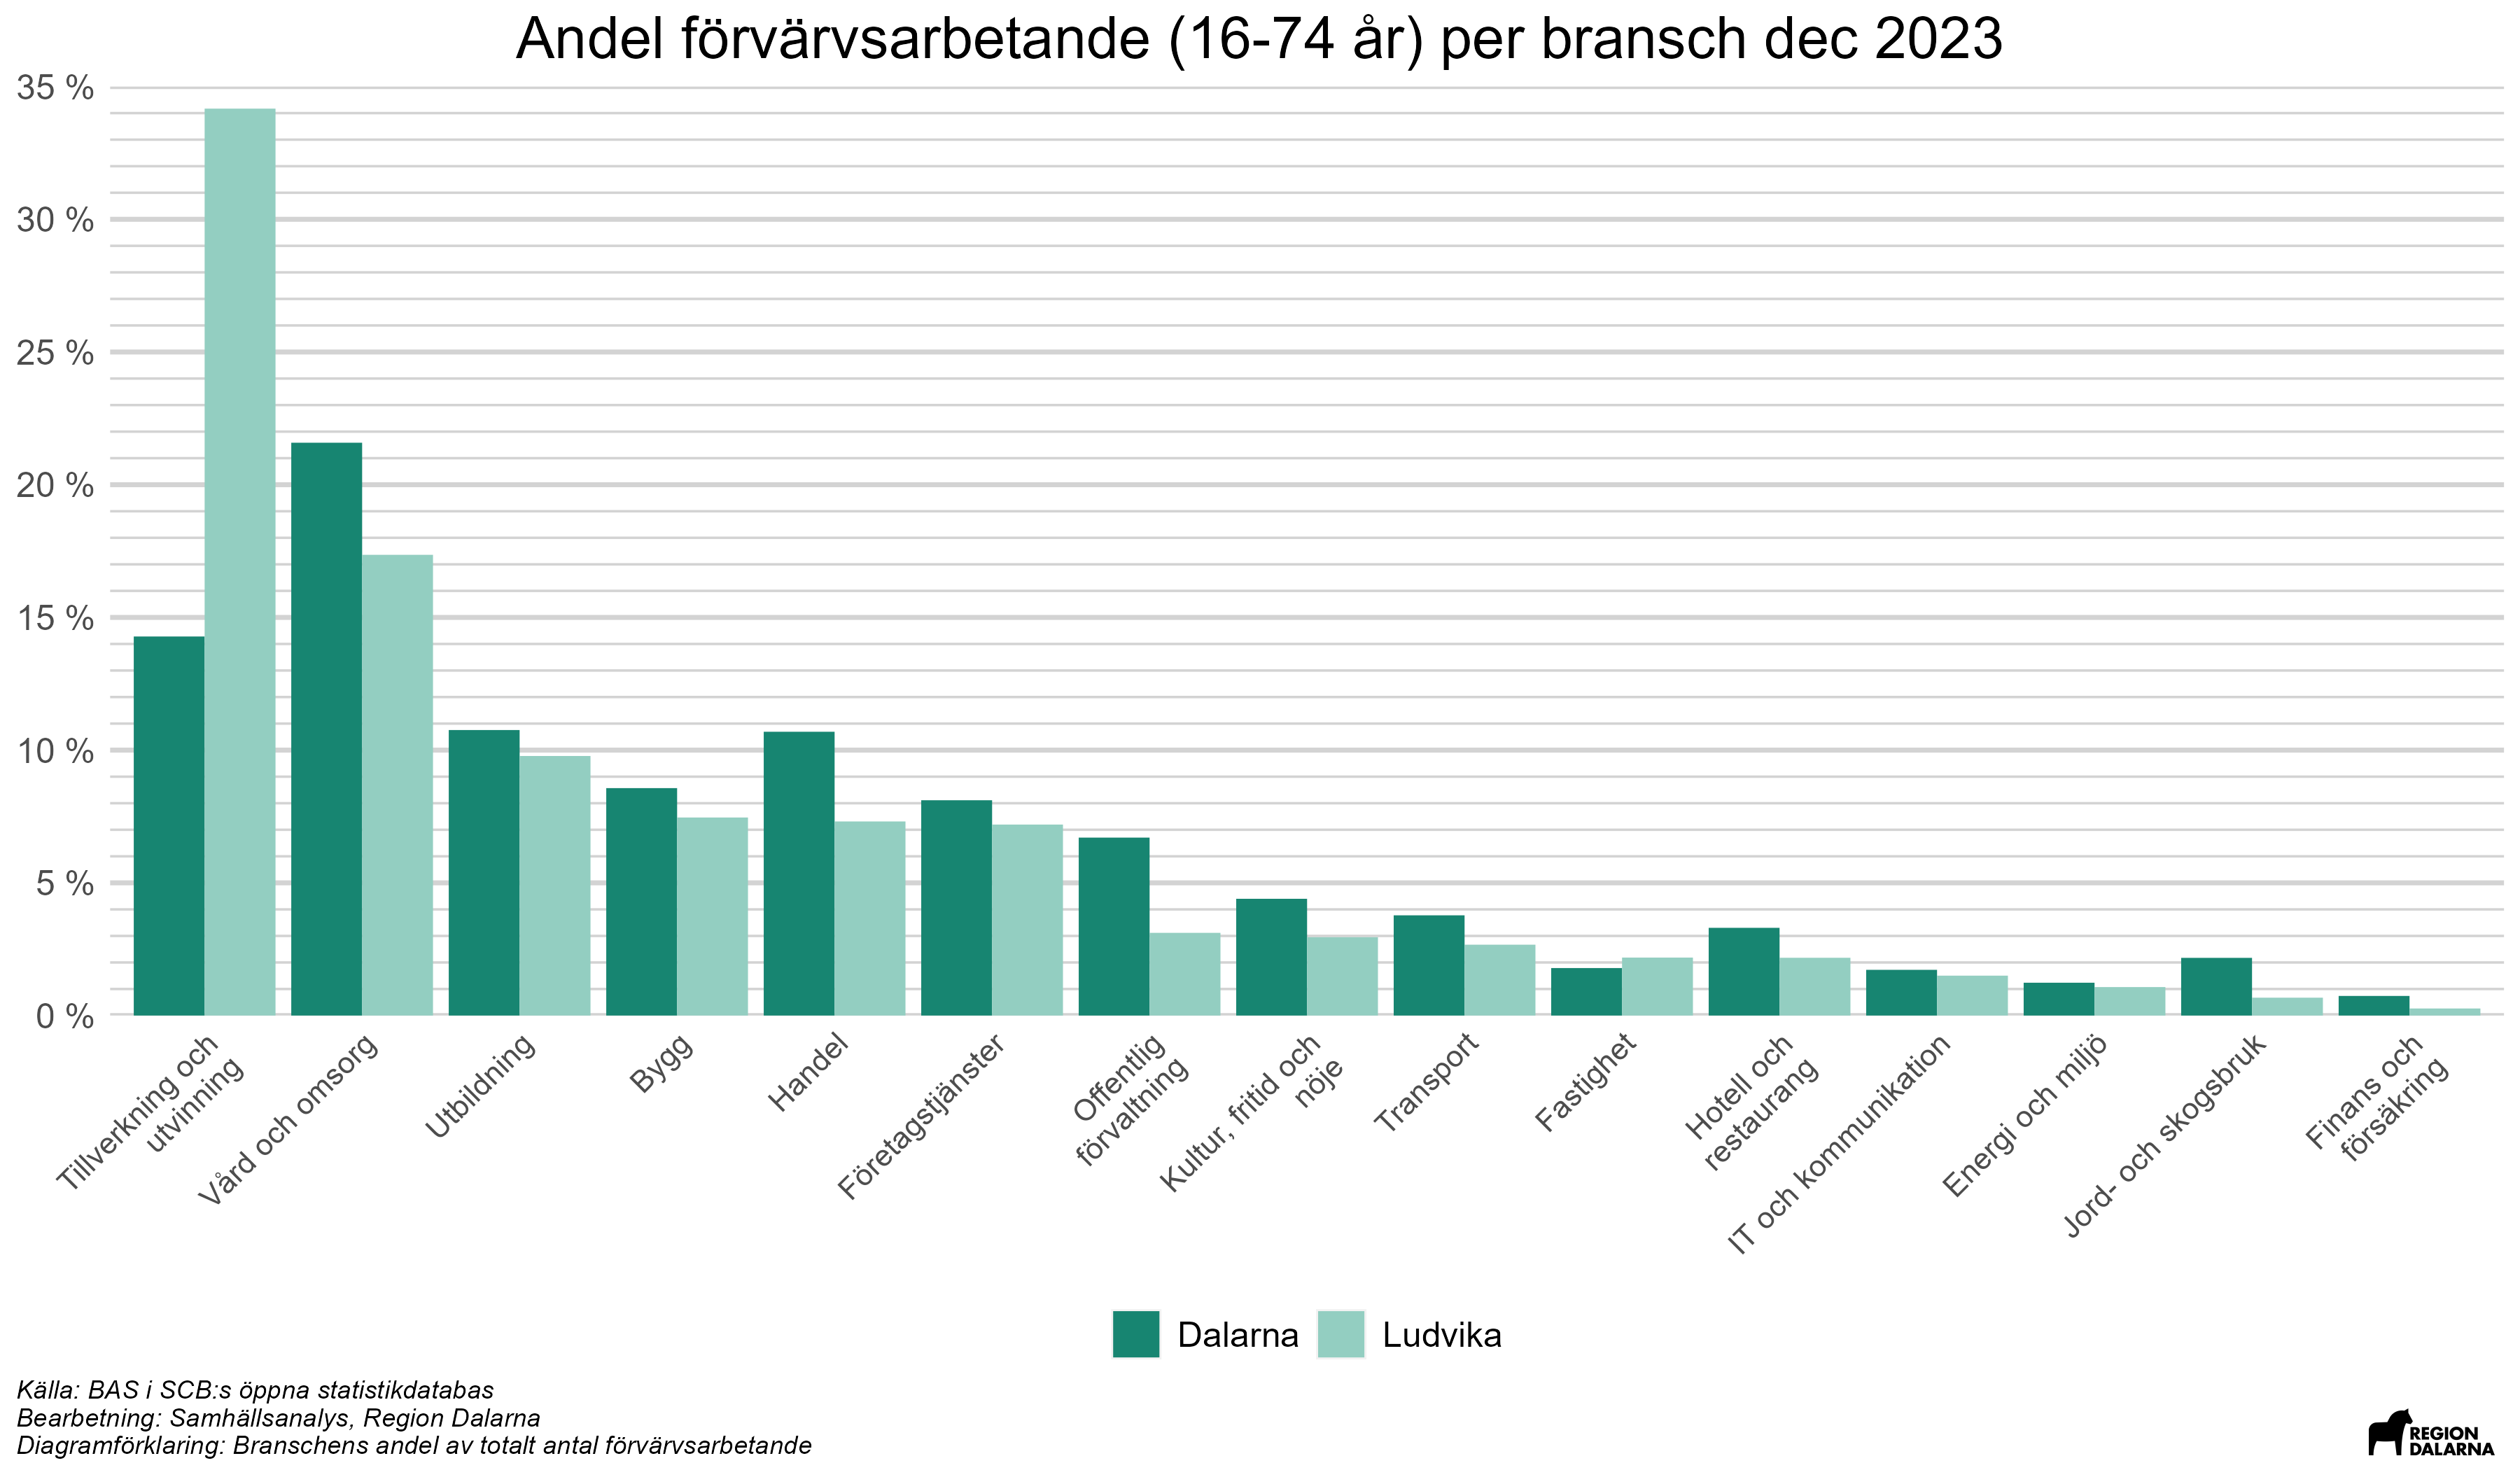 Andel förvärvsarbetande (16-74 år) per bransch dec 2023
35 %
30 %
25 %
20 %
15 %
10 %
5 %
0 %
Tillverkning och
utvinning
Vård och omsorg
Utbildning
Bygg
Handel
Företagstjänster
Offentlig
förvaltning
Kultur, fritid och
nöje
Transport
Fastighet
Hotell och
restaurang
IT och kommunikation
Energi och miljö
Jord- och skogsbruk
Finans och
försäkring
Dalarna
Ludvika
Källa: BAS i SCB:s öppna statistikdatabas
Bearbetning: Samhällsanalys, Region Dalarna
Diagramförklaring: Branschens andel av totalt antal förvärvsarbetande
REGION
DALARNA